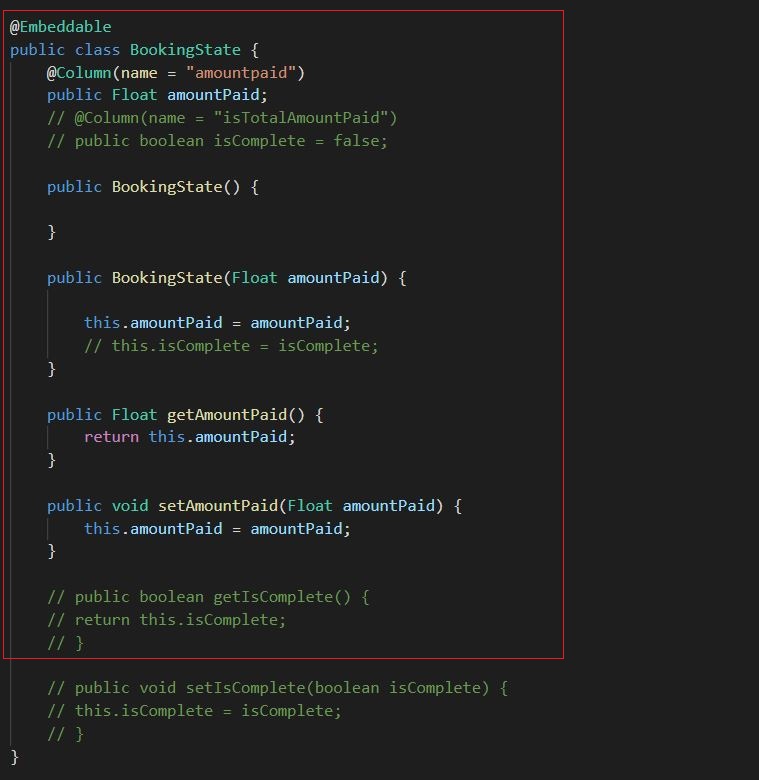 @Embeddable
public class BookingState {
    @Column(name = "amountpaid")
    public Float amountPaid;
    // @Column(name = "isTotalAmountPaid")
    // public boolean isComplete = false;
    public BookingState() {
    }
    public BookingState(Float amountPaid) {
        this.amountPaid = amountPaid;
        // this.isComplete = isComplete;
    }
    public Float getAmountPaid() {
        return this.amountPaid;
    }
    public void setAmountPaid(Float amountPaid) {
        this.amountPaid = amountPaid;
    }
    // public boolean getIsComplete() {
    // return this.isComplete;
    // }
    // public void setIsComplete(boolean isComplete) {
    // this.isComplete = isComplete;
    // }
}